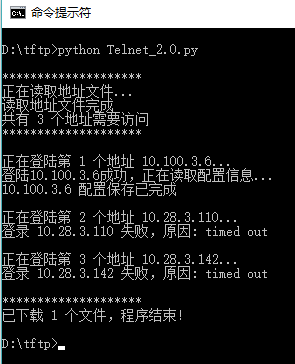 命令提示符
D:\tftp>python Telnet_2.0.py
********************
正在读取地址文件...
读取地址文件完成
共有 3 个地址需要访问
********************
正在登陆第 1 个地址 10.100.3.6...
登陆10.100.3.6成功，正在读取配置信息...
10.100.3.6 配置保存已完成
正在登陆第 2 个地址 10.28.3.110...
登录 10.28.3.110 失败，原因: timed out
正在登陆第 3 个地址 10.28.3.142...
登录 10.28.3.142 失败，原因: timed out
********************
已下载 1 个文件，程序结束!
D:\tftp>